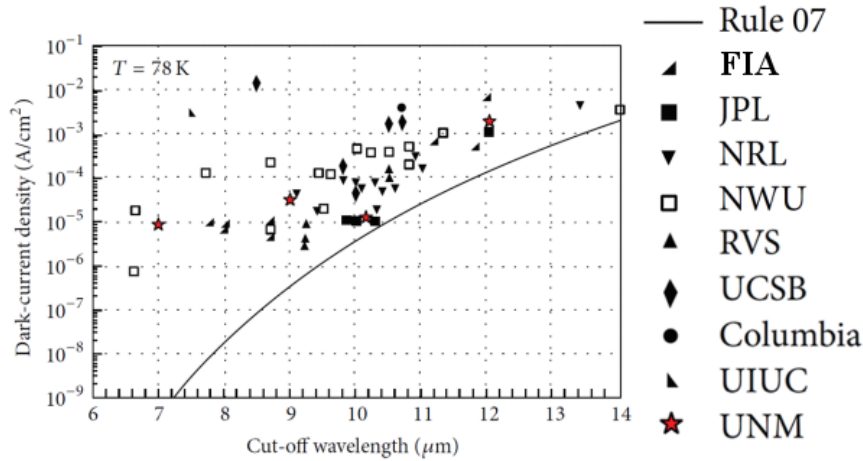 10⁻¹
10⁻²
10⁻³
10⁻⁴
10⁻⁵
10⁻⁶
10⁻⁷
10⁻⁸
10⁻⁹
Dark-current density (A/cm²)
T = 78 K
6 7 8 9 10 11 12 13 14
Cut-off wavelength (μm)
Rule 07
FIA
JPL
NRL
NWU
RVS
UCSB
Columbia
UIUC
UNM